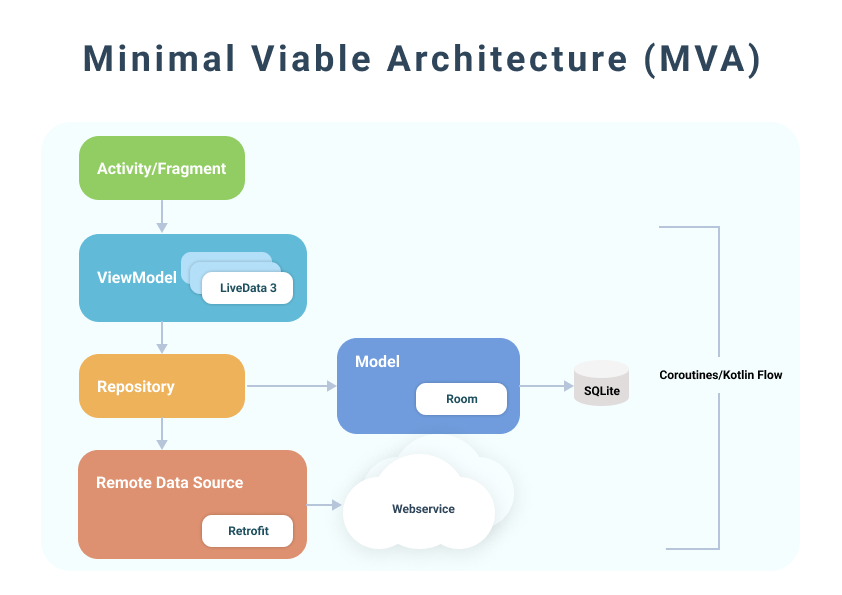 Minimal Viable Architecture (MVA)
Activity/Fragment
ViewModel
LiveData 3
Repository
Model
Room
SQLite
Coroutines/Kotlin Flow
Remote Data Source
Retrofit
Webservice